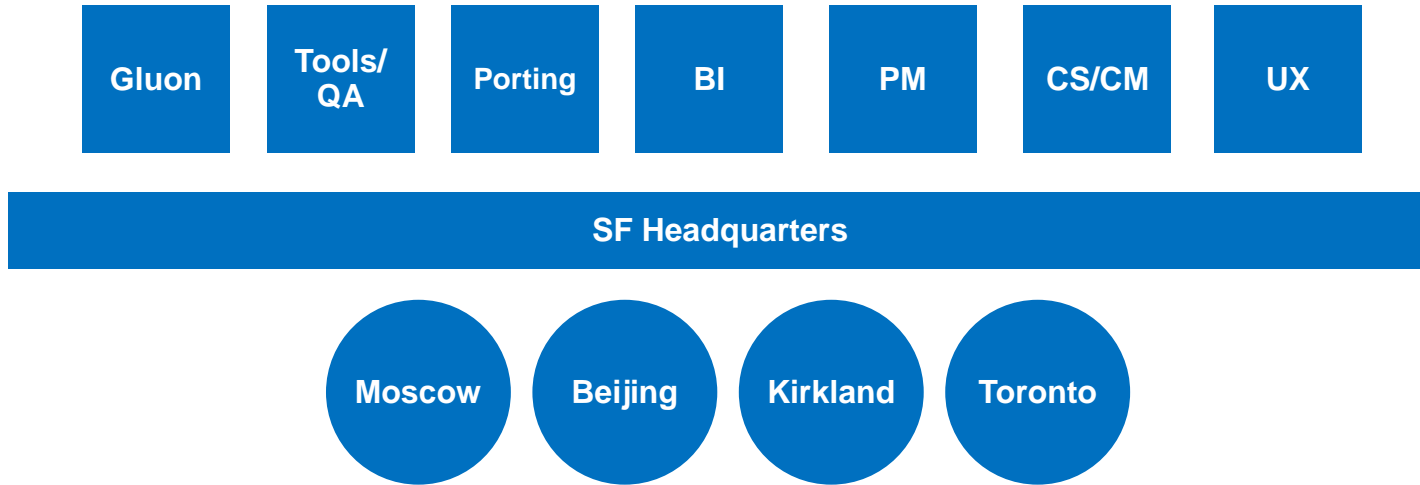 Gluon
Tools/
QA
Porting
BI
PM
CS/CM
UX
SF Headquarters
Moscow
Beijing
Kirkland
Toronto